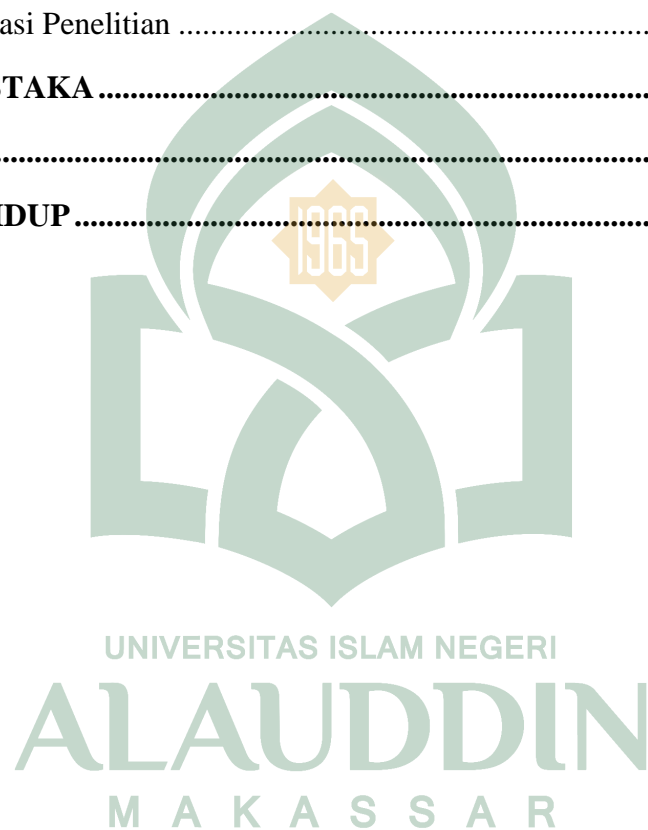 asi Penelitian ........................................................
STAKA ........................................................................
........................................................................................
IDUP ............................................................................
1965
UNIVERSITAS ISLAM NEGERI
ALAUDDIN
MAKASSAR